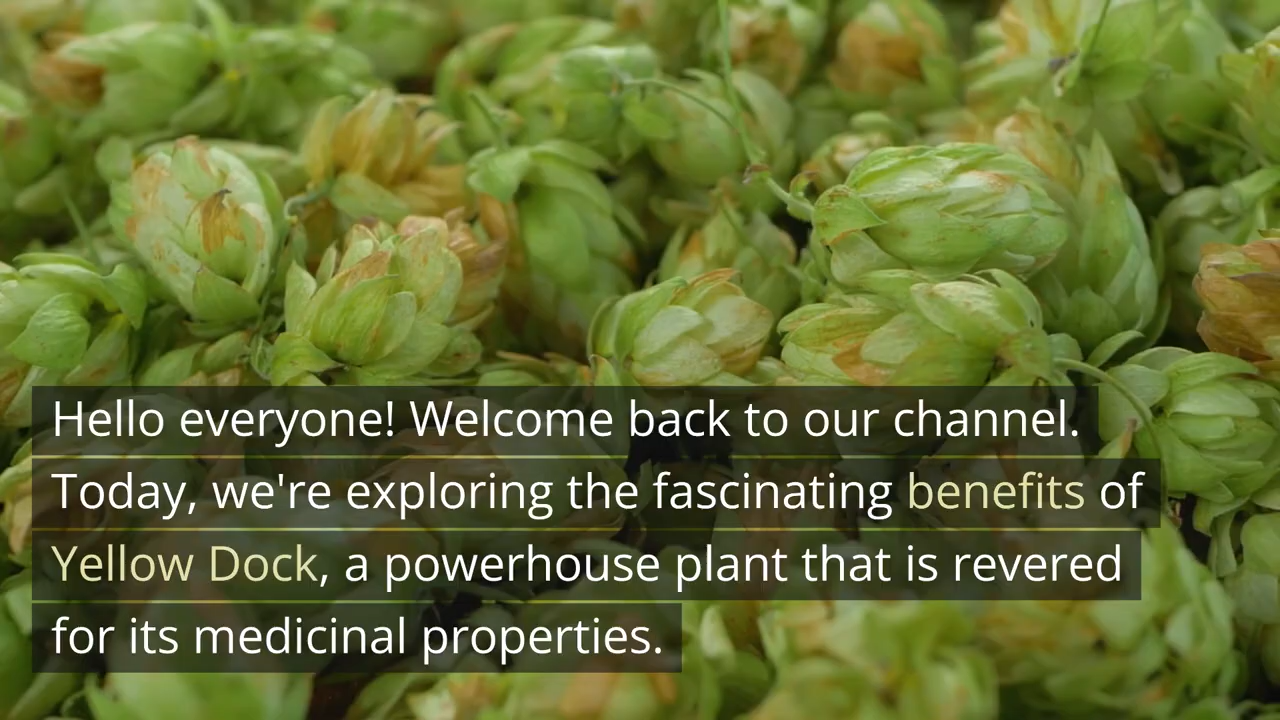 Hello everyone! Welcome back to our channel.
Today, we're exploring the fascinating benefits of
Yellow Dock, a powerhouse plant that is revered
for its medicinal properties.